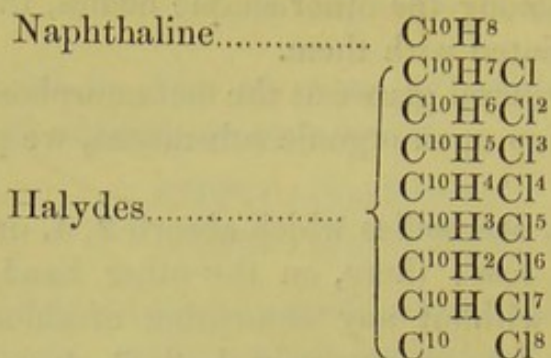 Naphthaline.................. C¹⁰H⁸
C¹⁰H⁷Cl
C¹⁰H⁶Cl²
C¹⁰H⁵Cl³
C¹⁰H⁴Cl⁴
Halydes.................. C¹⁰H³Cl⁵
C¹⁰H²Cl⁶
C¹⁰H Cl⁷
C¹⁰ Cl⁸